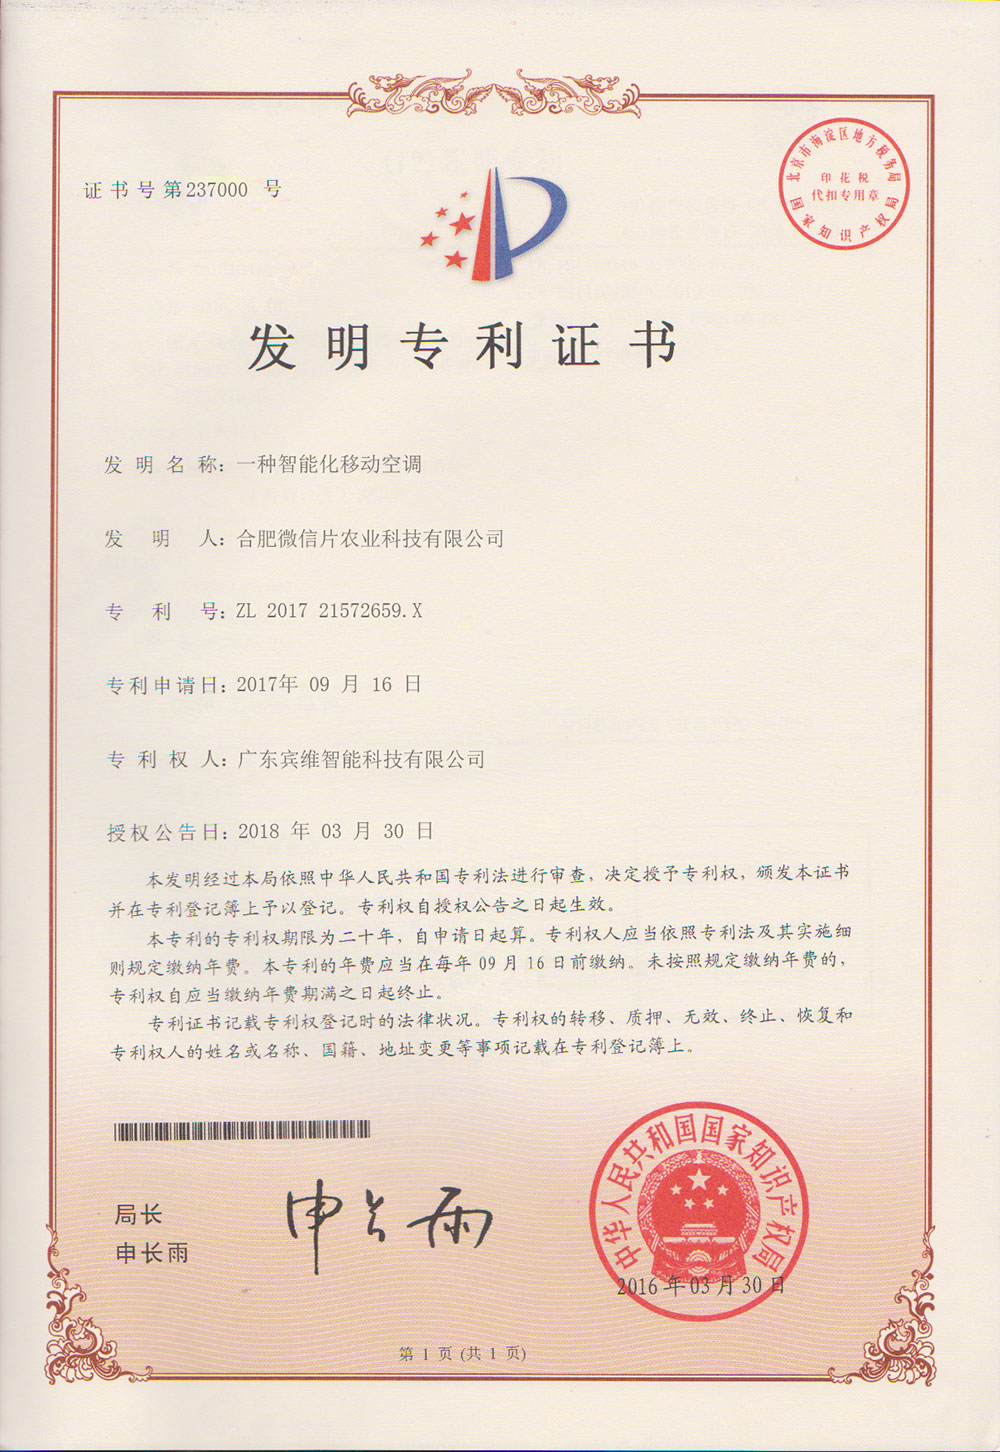 证书号第237000 号
北京市海淀区地方税务局
印花税
代扣专用章
国家知识产权局
发明专利证书
发明名称：一种智能化移动空调
发明人：合肥微信片农业科技有限公司
专利号：ZL 2017 21572659.X
专利申请日：2017年 09 月 16 日
专利权人：广东宾维智能科技有限公司
授权公告日：2018 年 03 月 30 日
本发明经过本局依照中华人民共和国专利法进行审查，决定授予专利权，颁发本证书
并在专利登记簿上予以登记。专利权自授权公告之日起生效。
本专利的专利权期限为二十年，自申请日起算。专利权人应当依照专利法及其实施细
则规定缴纳年费。本专利的年费应当在每年 09 月 16 日前缴纳。未按照规定缴纳年费的，
专利权自应当缴纳年费期满之日起终止。
专利证书记载专利权登记时的法律状况。专利权的转移、质押、无效、终止、恢复和
专利权人的姓名或名称、国籍、地址变更等事项记载在专利登记簿上。
局长
申长雨
申长雨
中华人民共和国国家知识产权局
2016 年 03 月 30 日
第 1 页 (共 1 页)